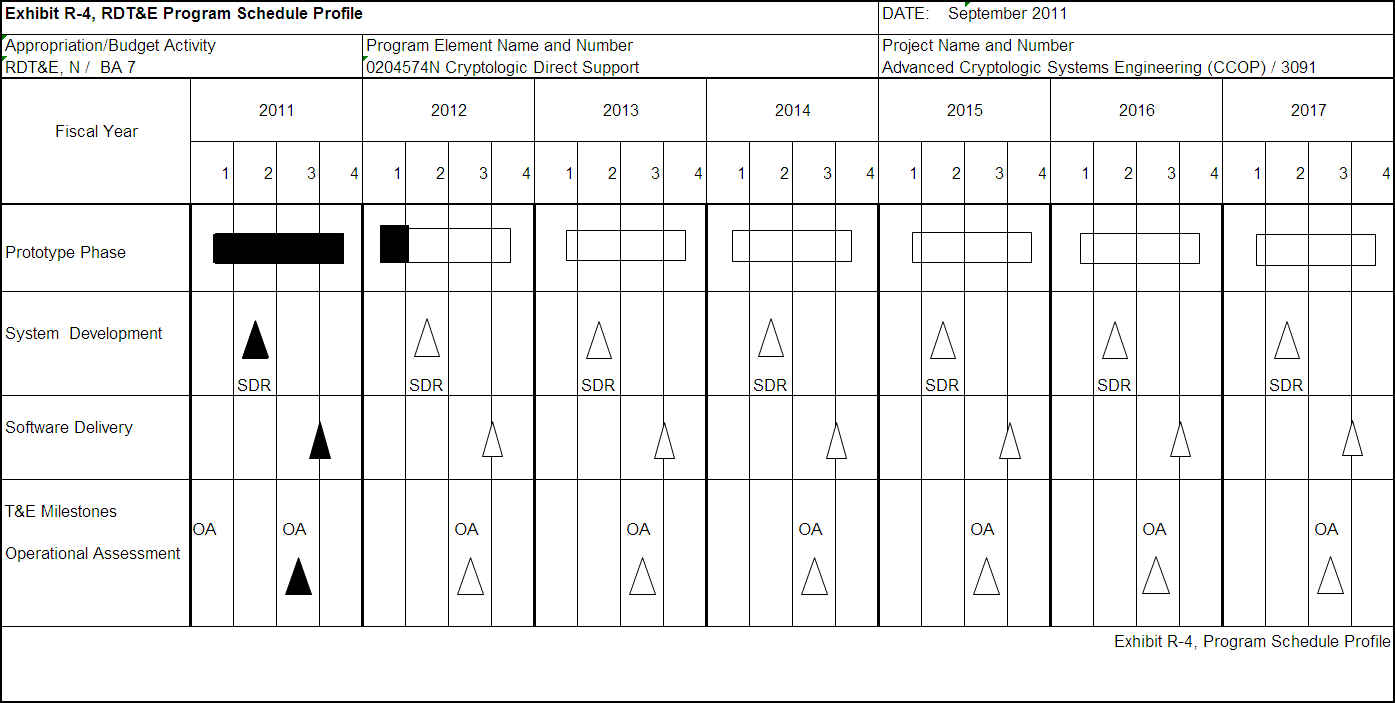 Exhibit R-4, RDT&E Program Schedule Profile DATE: September 2011
Appropriation/Budget Activity Program Element Name and Number Project Name and Number
RDT&E, N / BA 7 0204574N Cryptologic Direct Support Advanced Cryptologic Systems Engineering (CCOP) / 3091
2011 2012 2013 2014 2015 2016 2017
Fiscal Year
1 2 3 4 1 2 3 4 1 2 3 4 1 2 3 4 1 2 3 4 1 2 3 4 1 2 3 4
Prototype Phase
System Development
SDR SDR SDR SDR SDR SDR SDR
Software Delivery
T&E Milestones
OA OA OA OA OA OA OA OA
Operational Assessment
Exhibit R-4, Program Schedule Profile